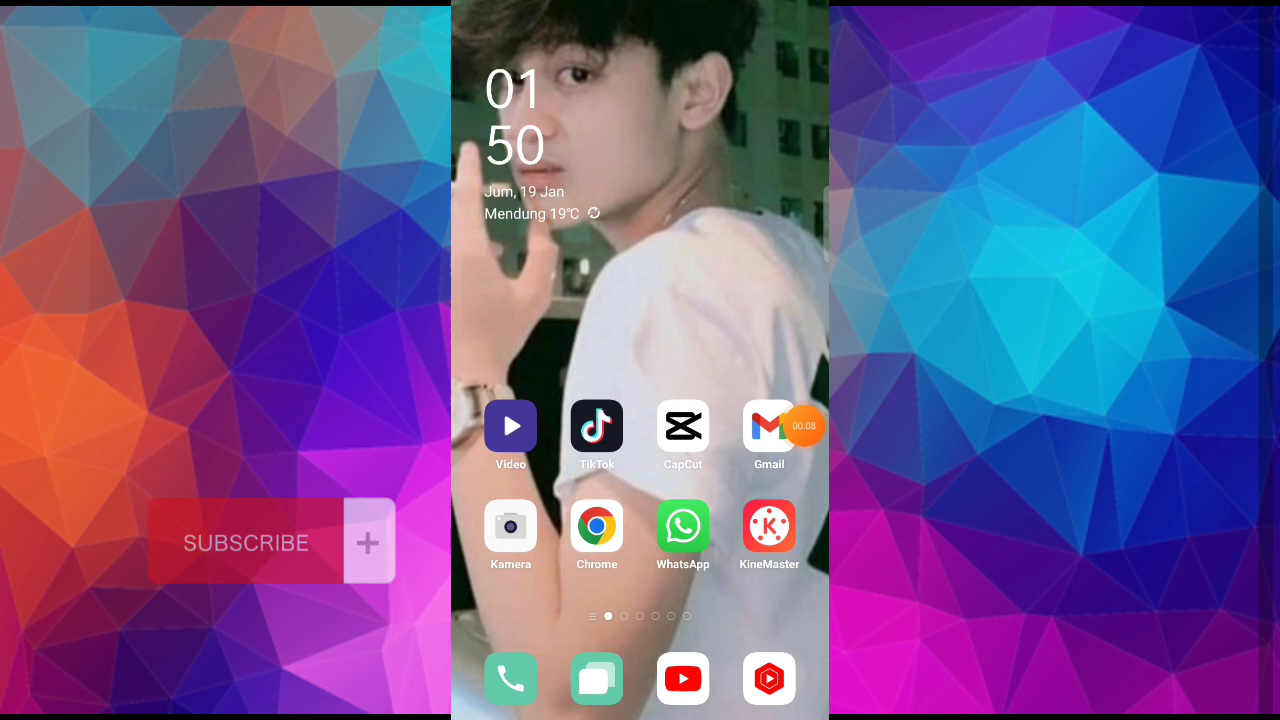 01
50
Jum, 19 Jan
Mendung 19°C
Video
TikTok
CapCut
Gmail
00:08
Kamera
Chrome
WhatsApp
K
KineMaster
SUBSCRIBE +